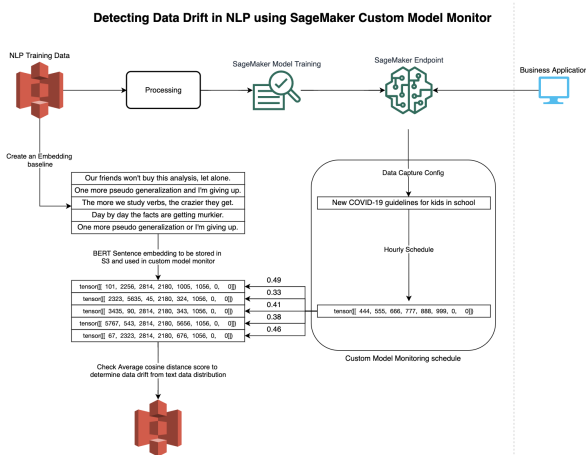 Detecting Data Drift in NLP using SageMaker Custom Model Monitor
NLP Training Data
Processing
SageMaker Model Training
SageMaker Endpoint
Business Application
Create an Embedding
baseline
Our friends won't buy this analysis, let alone.
One more pseudo generalization and I'm giving up.
The more we study verbs, the crazier they get.
Day by day the facts are getting murkier.
One more pseudo generalization or I'm giving up.
Data Capture Config
New COVID-19 guidelines for kids in school
BERT Sentence embedding to be stored in
S3 and used in custom model monitor
Hourly Schedule
tensor([[ 101, 2256, 2814, 2180, 1005, 1056, 0, 0]])
tensor([[ 2323, 5635, 45, 2180, 324, 1056, 0, 0]])
tensor([[ 3435, 90, 2814, 2180, 343, 1056, 0, 0]])
tensor([[ 5767, 543, 2814, 2180, 5656, 1056, 0, 0]])
tensor([[ 67, 2323, 2814, 2180, 676, 1056, 0, 0]])
0.49
0.33
0.41
0.38
0.46
tensor([[ 444, 555, 666, 777, 888, 999, 0, 0]])
Custom Model Monitoring schedule
Check Average cosine distance score to
determine data drift from text data distribution